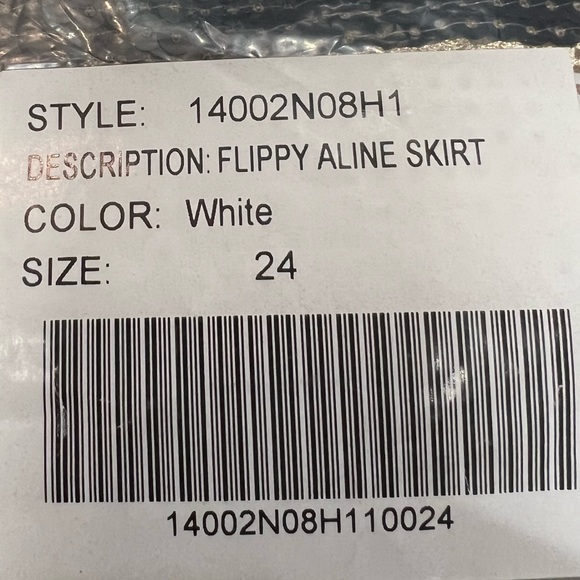 STYLE: 14002N08H1
DESCRIPTION: FLIPPY ALINE SKIRT
COLOR: White
SIZE: 24
14002N08H110024